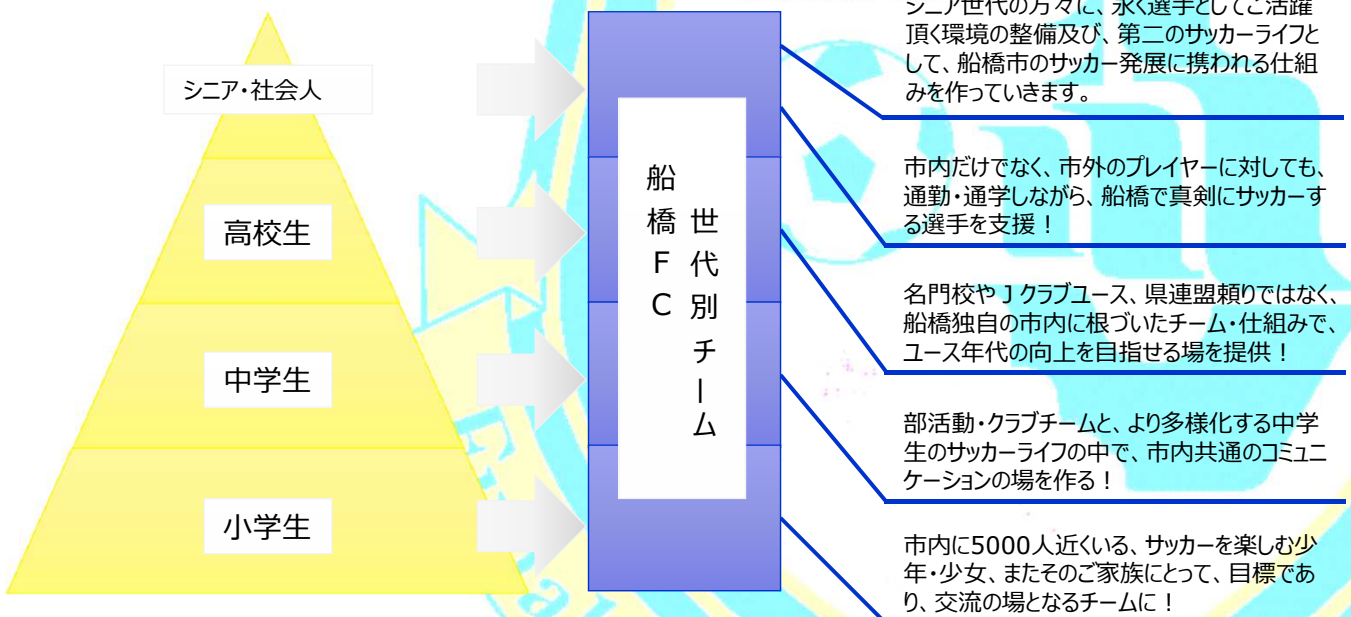 シニア・社会人
高校生
中学生
小学生
船橋FC
世代別チーム
シニア世代の方々に、永く選手としてご活躍
頂く環境の整備及び、第二のサッカーライフと
して、船橋市のサッカー発展に携われる仕組
みを作っていきます。
市内だけでなく、市外のプレイヤーに対しても、
通勤・通学しながら、船橋で真剣にサッカーす
る選手を支援！
名門校やＪクラブユース、県連盟頼りではなく、
船橋独自の市内に根づいたチーム・仕組みで、
ユース年代の向上を目指せる場を提供！
部活動・クラブチームと、より多様化する中学
生のサッカーライフの中で、市内共通のコミュニ
ケーションの場を作る！
市内に5000人近くいる、サッカーを楽しむ少
年・少女、またそのご家族にとって、目標であ
り、交流の場となるチームに！